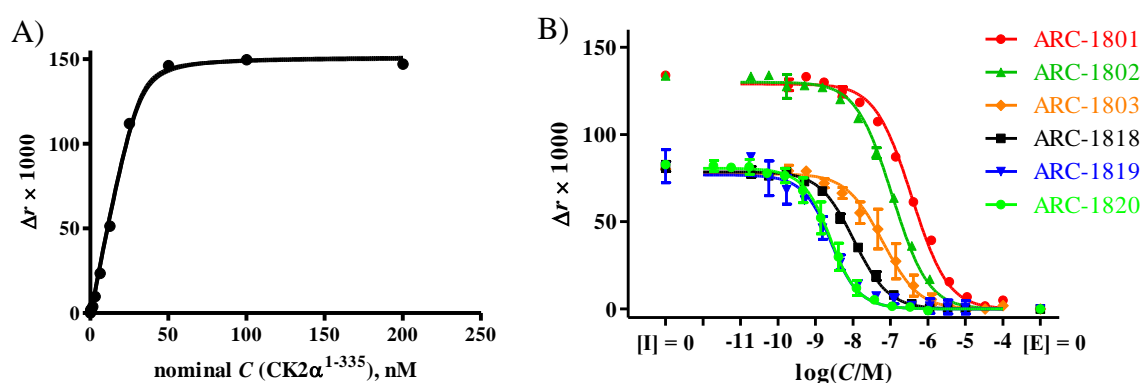 A)
Δr × 1000
150
100
50
0
0 50 100 150 200 250
nominal C (CK2α¹⁻³³⁵), nM
B)
Δr × 1000
150
100
50
0
[I] = 0 -11 -10 -9 -8 -7 -6 -5 -4 [E] = 0
log(C/M)
ARC-1801
ARC-1802
ARC-1803
ARC-1818
ARC-1819
ARC-1820